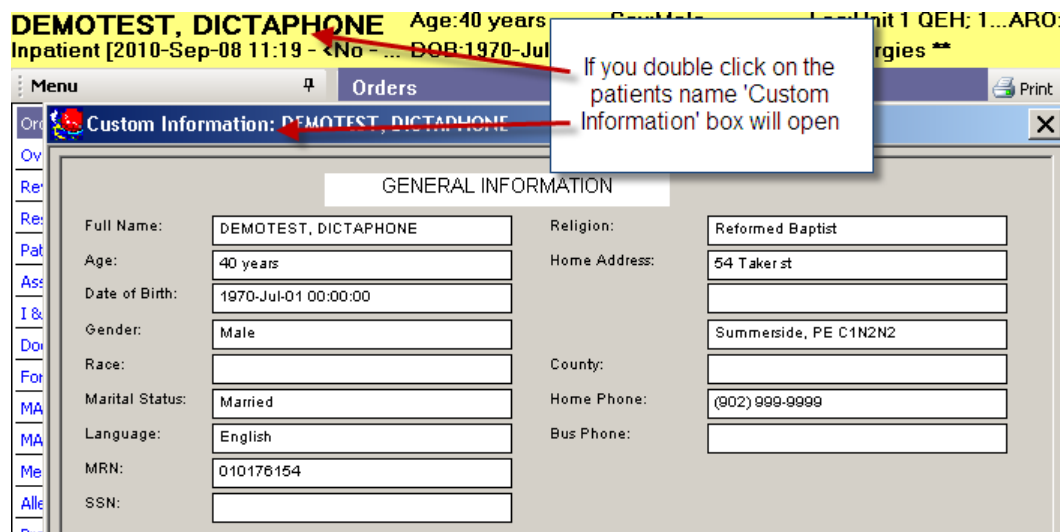 DEMOTEST, DICTAPHONE Age:40 years
Inpatient [2010-Sep-08 11:19 - <No - ... DOB:1970-Jul
If you double click on the
patients name 'Custom
Information' box will open
Menu Orders Print
Custom Information: DEMOTEST, DICTAPHONE
GENERAL INFORMATION
Full Name: DEMOTEST, DICTAPHONE Religion: Reformed Baptist
Age: 40 years Home Address: 54 Taker st
Date of Birth: 1970-Jul-01 00:00:00
Gender: Male Summerside, PE C1N2N2
Race: County:
Marital Status: Married Home Phone: (902) 999-9999
Language: English Bus Phone:
MRN: 010176154
SSN: